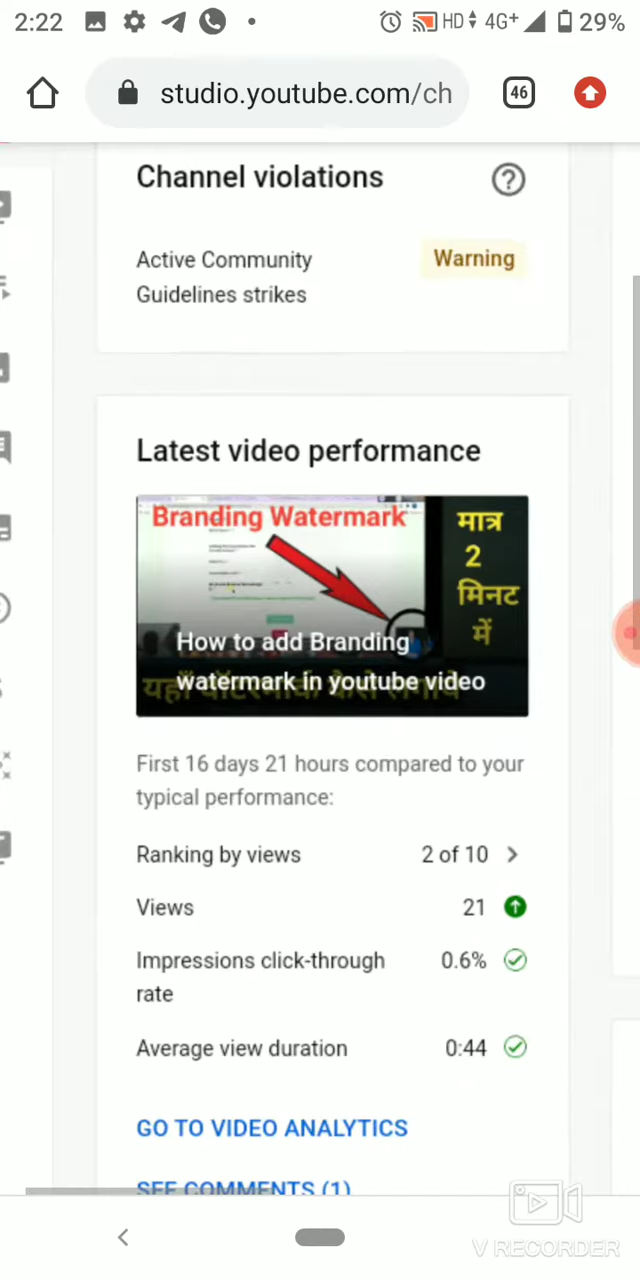 2:22 HD 4G+ 29%
studio.youtube.com/ch 46
Channel violations
Active Community Warning
Guidelines strikes
Latest video performance
Branding Watermark
मात्र
2
मिनट
में
How to add Branding
watermark in youtube video
First 16 days 21 hours compared to your
typical performance:
Ranking by views 2 of 10
Views 21
Impressions click-through 0.6%
rate
Average view duration 0:44
GO TO VIDEO ANALYTICS
SEE COMMENTS (1)
V RECORDER